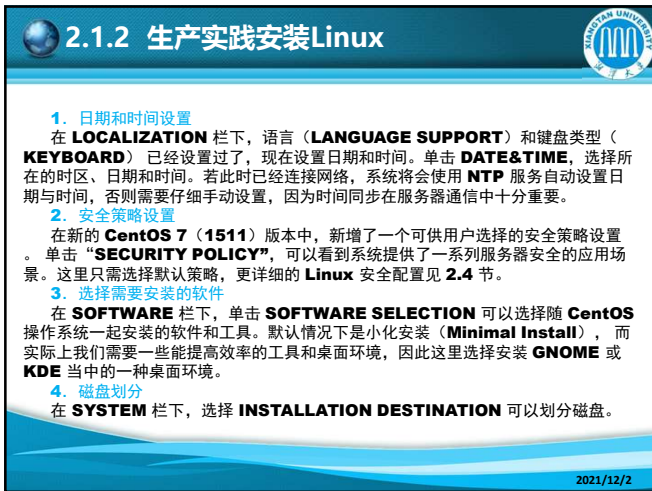 2.1.2 生产实践安装Linux
XIANGTAN UNIVERSITY
1. 日期和时间设置
在 LOCALIZATION 栏下，语言（LANGUAGE SUPPORT）和键盘类型（
KEYBOARD） 已经设置过了，现在设置日期和时间。单击 DATE&TIME，选择所
在的时区、日期和时间。若此时已经连接网络，系统将会使用 NTP 服务自动设置日
期与时间，否则需要仔细手动设置，因为时间同步在服务器通信中十分重要。
2. 安全策略设置
在新的 CentOS 7（1511）版本中，新增了一个可供用户选择的安全策略设置
。 单击“SECURITY POLICY”，可以看到系统提供了一系列服务器安全的应用场
景。这里只需选择默认策略，更详细的 Linux 安全配置见 2.4 节。
3. 选择需要安装的软件
在 SOFTWARE 栏下，单击 SOFTWARE SELECTION 可以选择随 CentOS
操作系统一起安装的软件和工具。默认情况下是小化安装（Minimal Install）， 而
实际上我们需要一些能提高效率的工具和桌面环境，因此这里选择安装 GNOME 或
KDE 当中的一种桌面环境。
4. 磁盘划分
在 SYSTEM 栏下，选择 INSTALLATION DESTINATION 可以划分磁盘。
2021/12/2